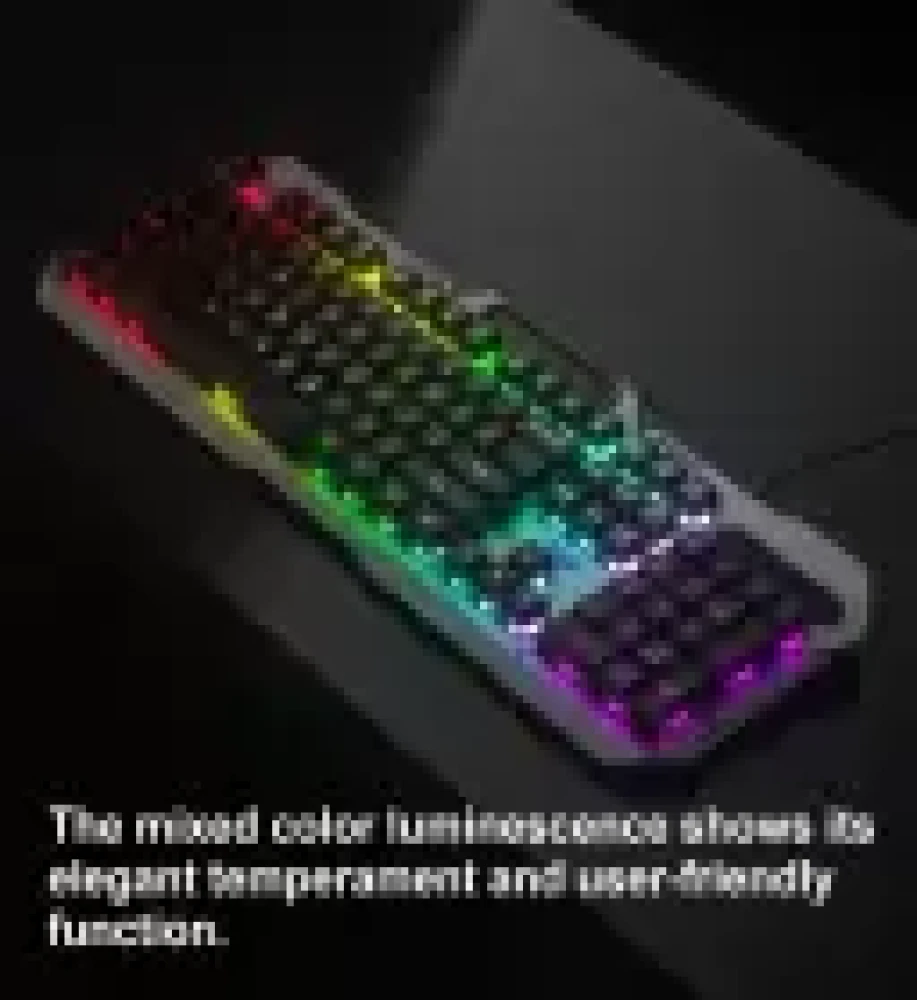 The mixed color luminescence shows its
elegant temperament and user-friendly
function.